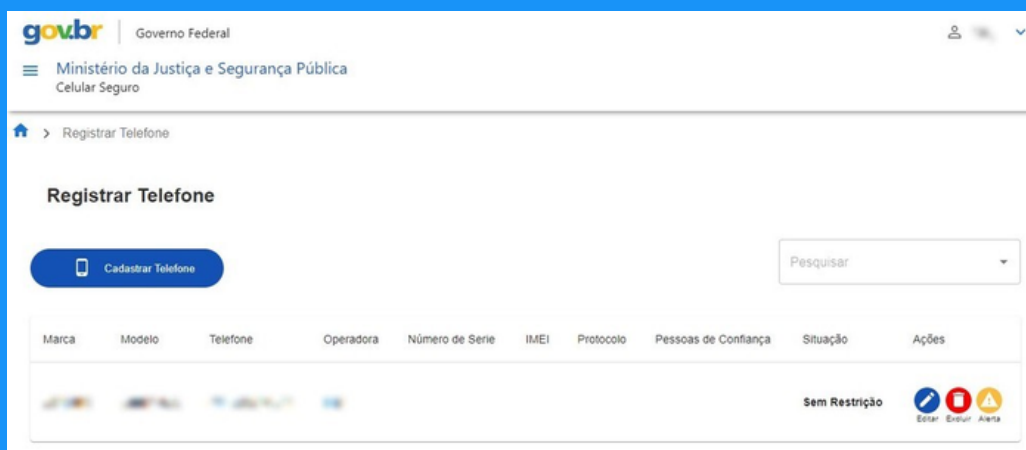 gov.br Governo Federal
Ministério da Justiça e Segurança Pública
Celular Seguro
> Registrar Telefone
Registrar Telefone
Cadastrar Telefone
Pesquisar
Marca Modelo Telefone Operadora Número de Serie IMEI Protocolo Pessoas de Confiança Situação Ações
Sem Restrição
Editar Excluir Alerta